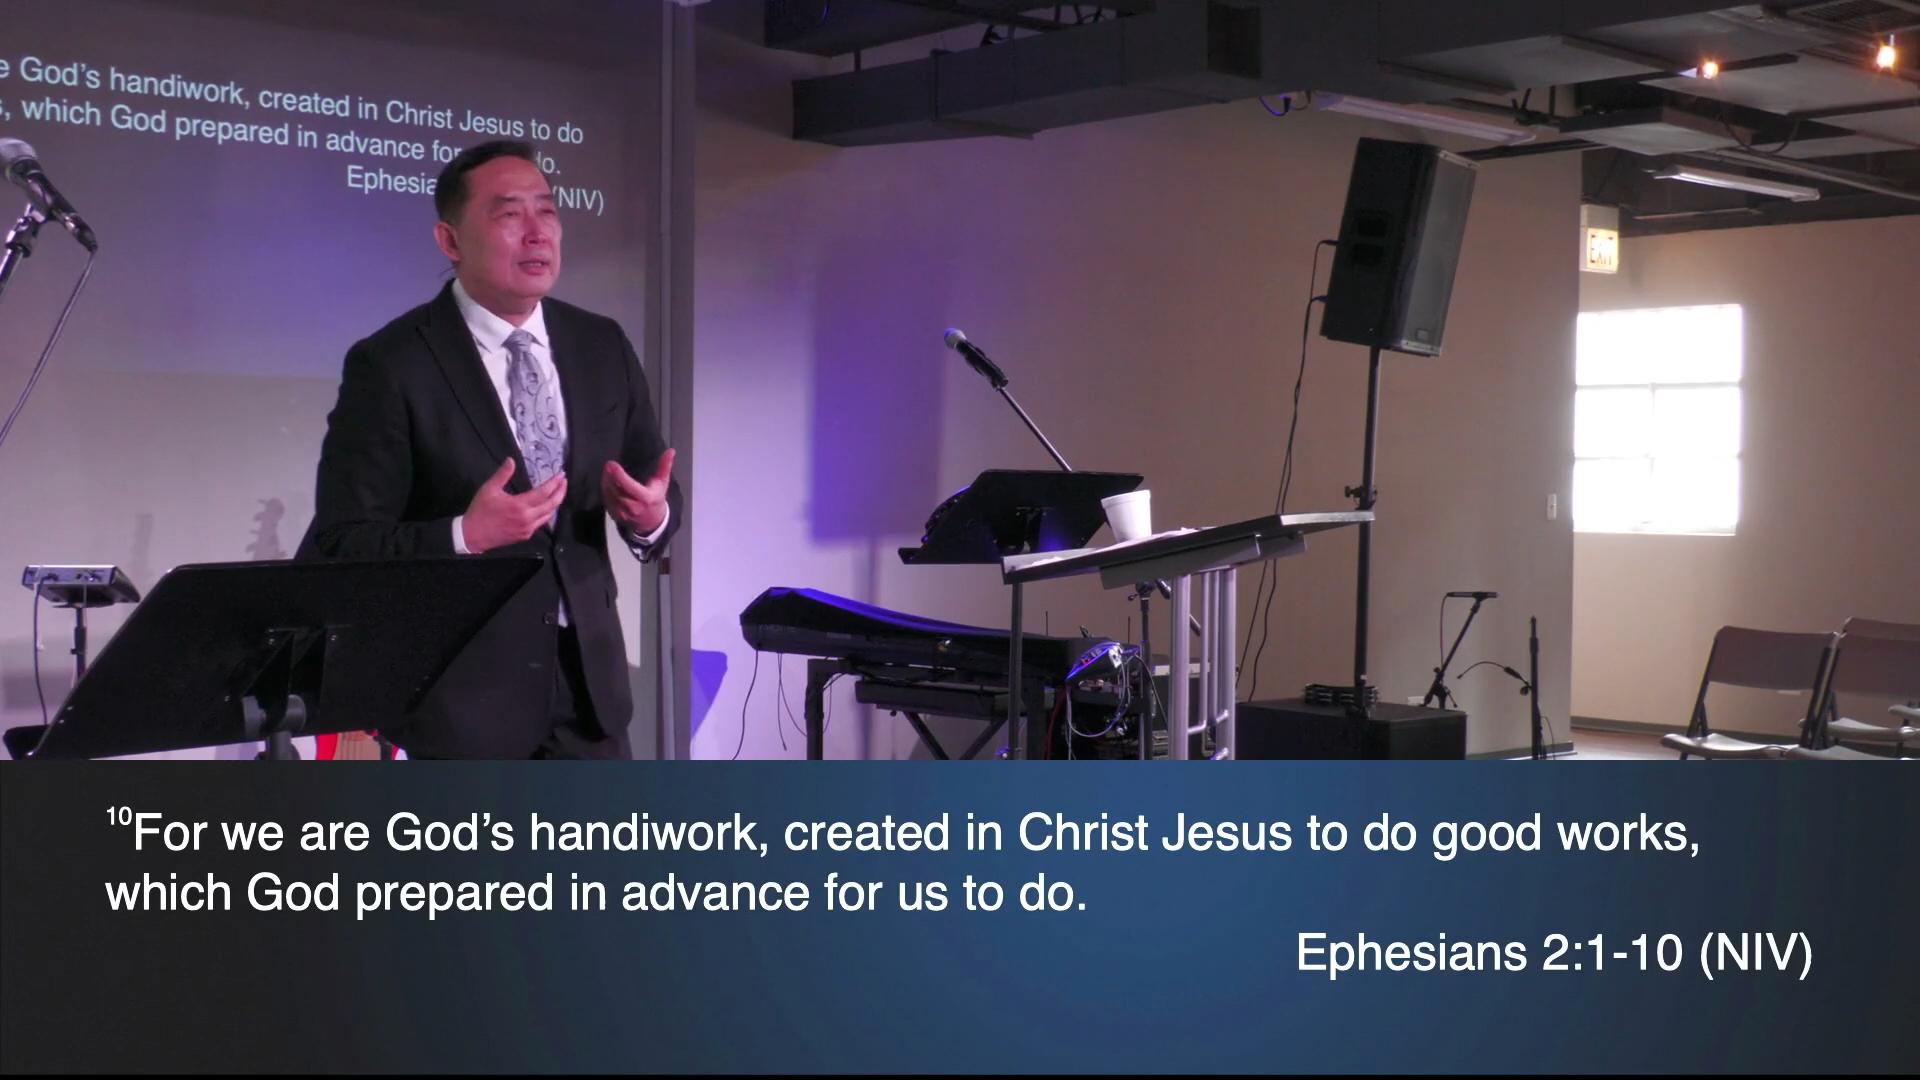 e God's handiwork, created in Christ Jesus to do
s, which God prepared in advance for do.
Ephesia (NIV)
EXIT
¹⁰For we are God's handiwork, created in Christ Jesus to do good works,
which God prepared in advance for us to do.
Ephesians 2:1-10 (NIV)